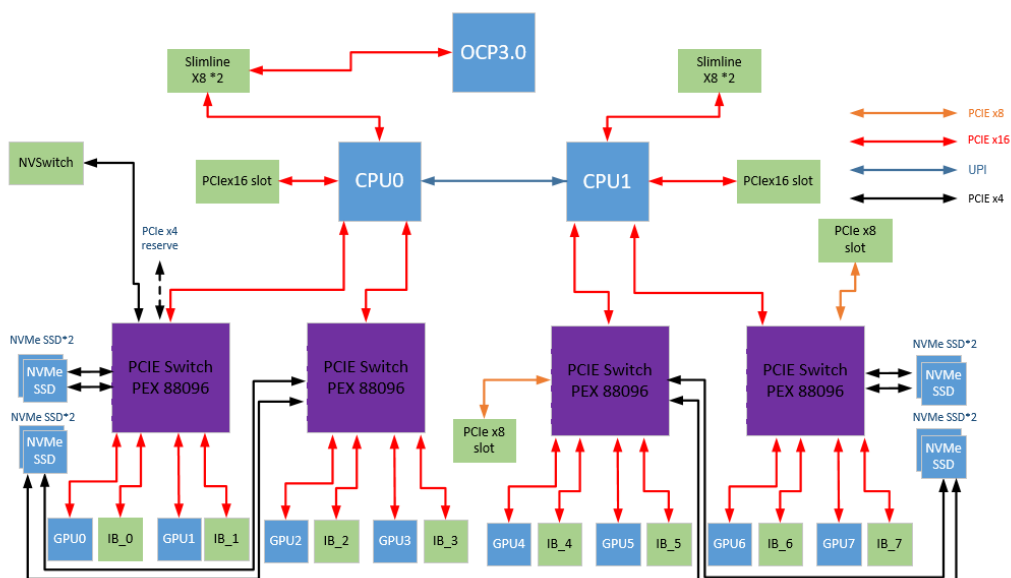 Slimline
X8 *2
OCP3.0
Slimline
X8 *2
PCIE x8
PCIE x16
UPI
PCIE x4
NVSwitch
PCIex16 slot
CPU0
CPU1
PCIex16 slot
PCIe x4
reserve
PCIe x8
slot
NVMe SSD*2
NVMe
SSD
NVMe SSD*2
NVMe
SSD
PCIE Switch
PEX 88096
PCIE Switch
PEX 88096
PCIE Switch
PEX 88096
PCIE Switch
PEX 88096
NVMe SSD*2
NVMe
SSD
NVMe SSD*2
NVMe
SSD
PCIe x8
slot
GPU0
IB_0
GPU1
IB_1
GPU2
IB_2
GPU3
IB_3
GPU4
IB_4
GPU5
IB_5
GPU6
IB_6
GPU7
IB_7